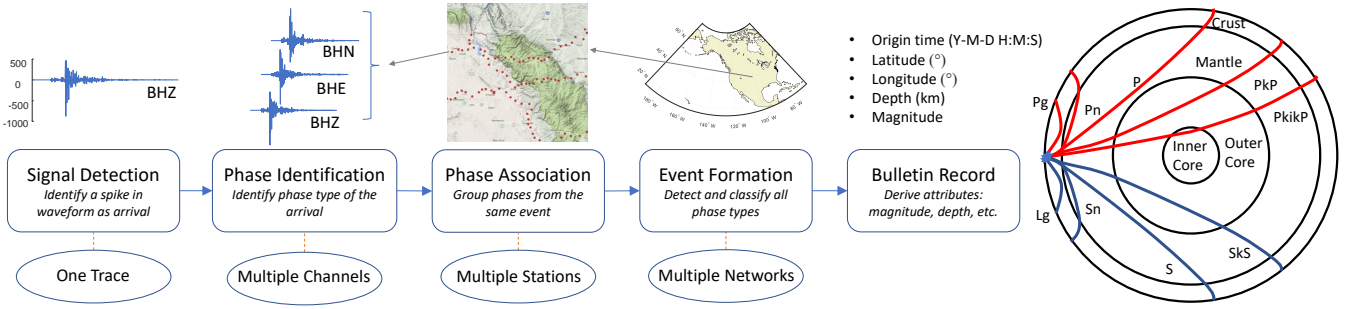 500
0
-500
-1000
BHZ
BHN
BHE
BHZ
• Origin time (Y-M-D H:M:S)
• Latitude (°)
• Longitude (°)
• Depth (km)
• Magnitude
Signal Detection
Identify a spike in
waveform as arrival
Phase Identification
Identify phase type of the
arrival
Phase Association
Group phases from the
same event
Event Formation
Detect and classify all
phase types
Bulletin Record
Derive attributes:
magnitude, depth, etc.
One Trace
Multiple Channels
Multiple Stations
Multiple Networks
Crust
Mantle
P
PkP
Pn
Pg
PkikP
Inner
Core
Outer
Core
Lg
Sn
S
SkS